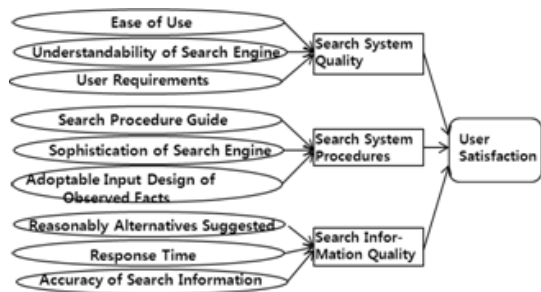 Ease of Use
Understandability of Search Engine
User Requirements
Search System
Quality
Search Procedure Guide
Sophistication of Search Engine
Adoptable Input Design of
Observed Facts
Search System
Procedures
User
Satisfaction
Reasonably Alternatives Suggested
Response Time
Accuracy of Search Information
Search Infor-
Mation Quality